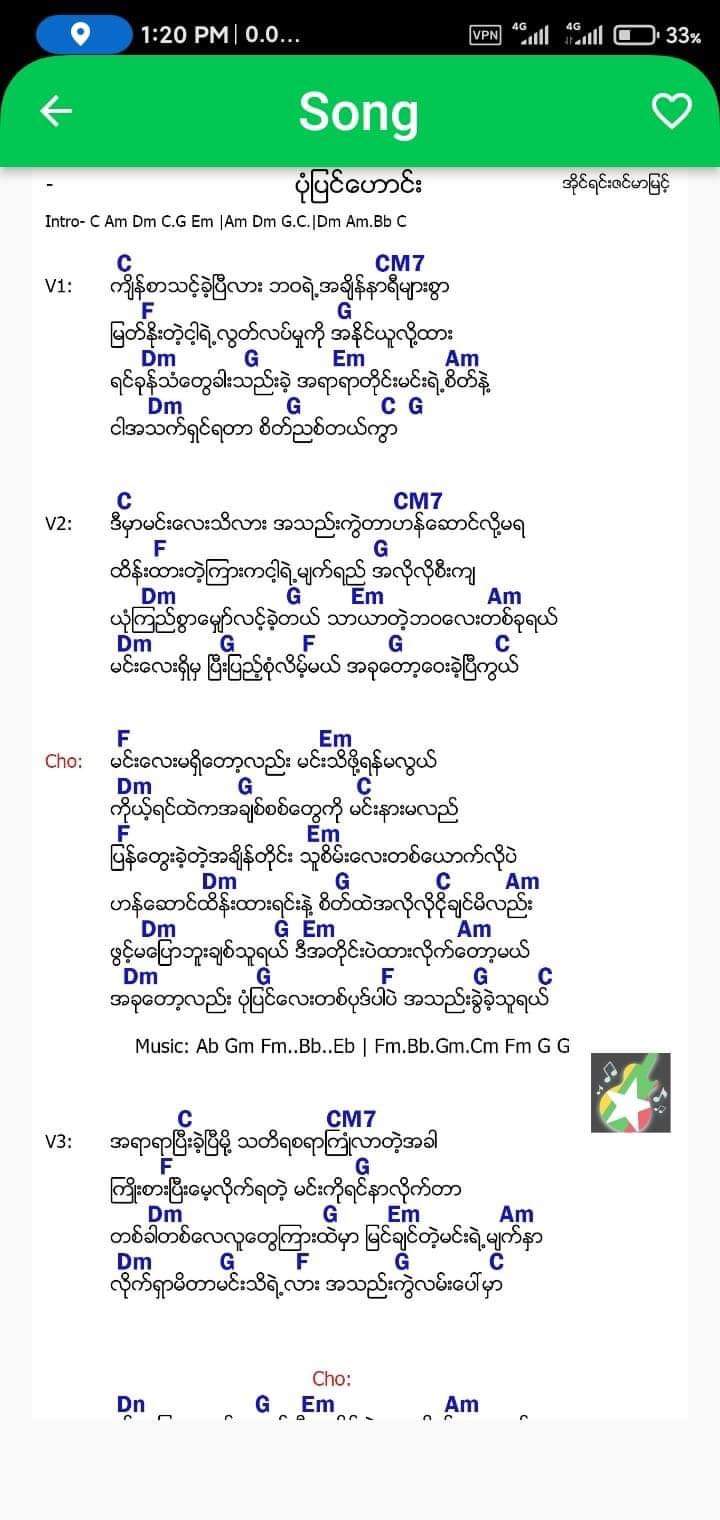 1:20 PM| 0.0...
VPN 4G 4G 33%
Song
-
ပုံပြင်ဟောင်း
အိုင်ရင်းဇင်မာမြင့်
Intro- C Am Dm C.G Em |Am Dm G.C.|Dm Am.Bb C
C CM7
V1: ကျိန်စာသင့်ခဲ့ပြီလား ဘဝရဲ့အချိန်နာရီများစွာ
F G
မြတ်နိုးတဲ့ငါ့ရဲ့လွတ်လပ်မှုကို အနိုင်ယူလို့ထား
Dm G Em Am
ရင်ခုန်သံတွေခါးသည်းခဲ့ အရာရာတိုင်းမင်းရဲ့စိတ်နဲ့
Dm G C G
ငါအသက်ရှင်ရတာ စိတ်ညစ်တယ်ကွာ
C CM7
V2: ဒီမှာမင်းလေးသိလား အသည်းကွဲတာဟန်ဆောင်လို့မရ
F G
ထိန်းထားတဲ့ကြားကငါ့ရဲ့မျက်ရည် အလိုလိုစီးကျ
Dm G Em Am
ယုံကြည်စွာမျှော်လင့်ခဲ့တယ် သာယာတဲ့ဘဝလေးတစ်ခုရယ်
Dm G F G C
မင်းလေးရှိမှ ပြီးပြည့်စုံလိမ့်မယ် အခုတော့ဝေးခဲ့ပြီကွယ်
F Em
Cho: မင်းလေးမရှိတော့လည်း မင်းသိဖို့ရန်မလွယ်
Dm G C
ကိုယ့်ရင်ထဲကအချစ်စစ်တွေကို မင်းနားမလည်
F Em
ပြန်တွေးခဲ့တဲ့အချိန်တိုင်း သူစိမ်းလေးတစ်ယောက်လိုပဲ
Dm G C Am
ဟန်ဆောင်ထိန်းထားရင်းနဲ့ စိတ်ထဲအလိုလိုငိုချင်မိလည်း
Dm G Em Am
ဖွင့်မပြောဘူးချစ်သူရယ် ဒီအတိုင်းပဲထားလိုက်တော့မယ်
Dm G F G C
အခုတော့လည်း ပုံပြင်လေးတစ်ပုဒ်ပါပဲ အသည်းခွဲခဲ့သူရယ်
Music: Ab Gm Fm..Bb..Eb | Fm.Bb.Gm.Cm Fm G G
C CM7
V3: အရာရာပြီးခဲ့ပြီမို့ သတိရစရာကြုံလာတဲ့အခါ
F G
ကြိုးစားပြီးမေ့လိုက်ရတဲ့ မင်းကိုရင်နာလိုက်တာ
Dm G Em Am
တစ်ခါတစ်လေလူတွေကြားထဲမှာ မြင်ချင်တဲ့မင်းရဲ့မျက်နှာ
Dm G F G C
လိုက်ရှာမိတာမင်းသိရဲ့လား အသည်းကွဲလမ်းပေါ်မှာ
Cho:
Dn G Em Am